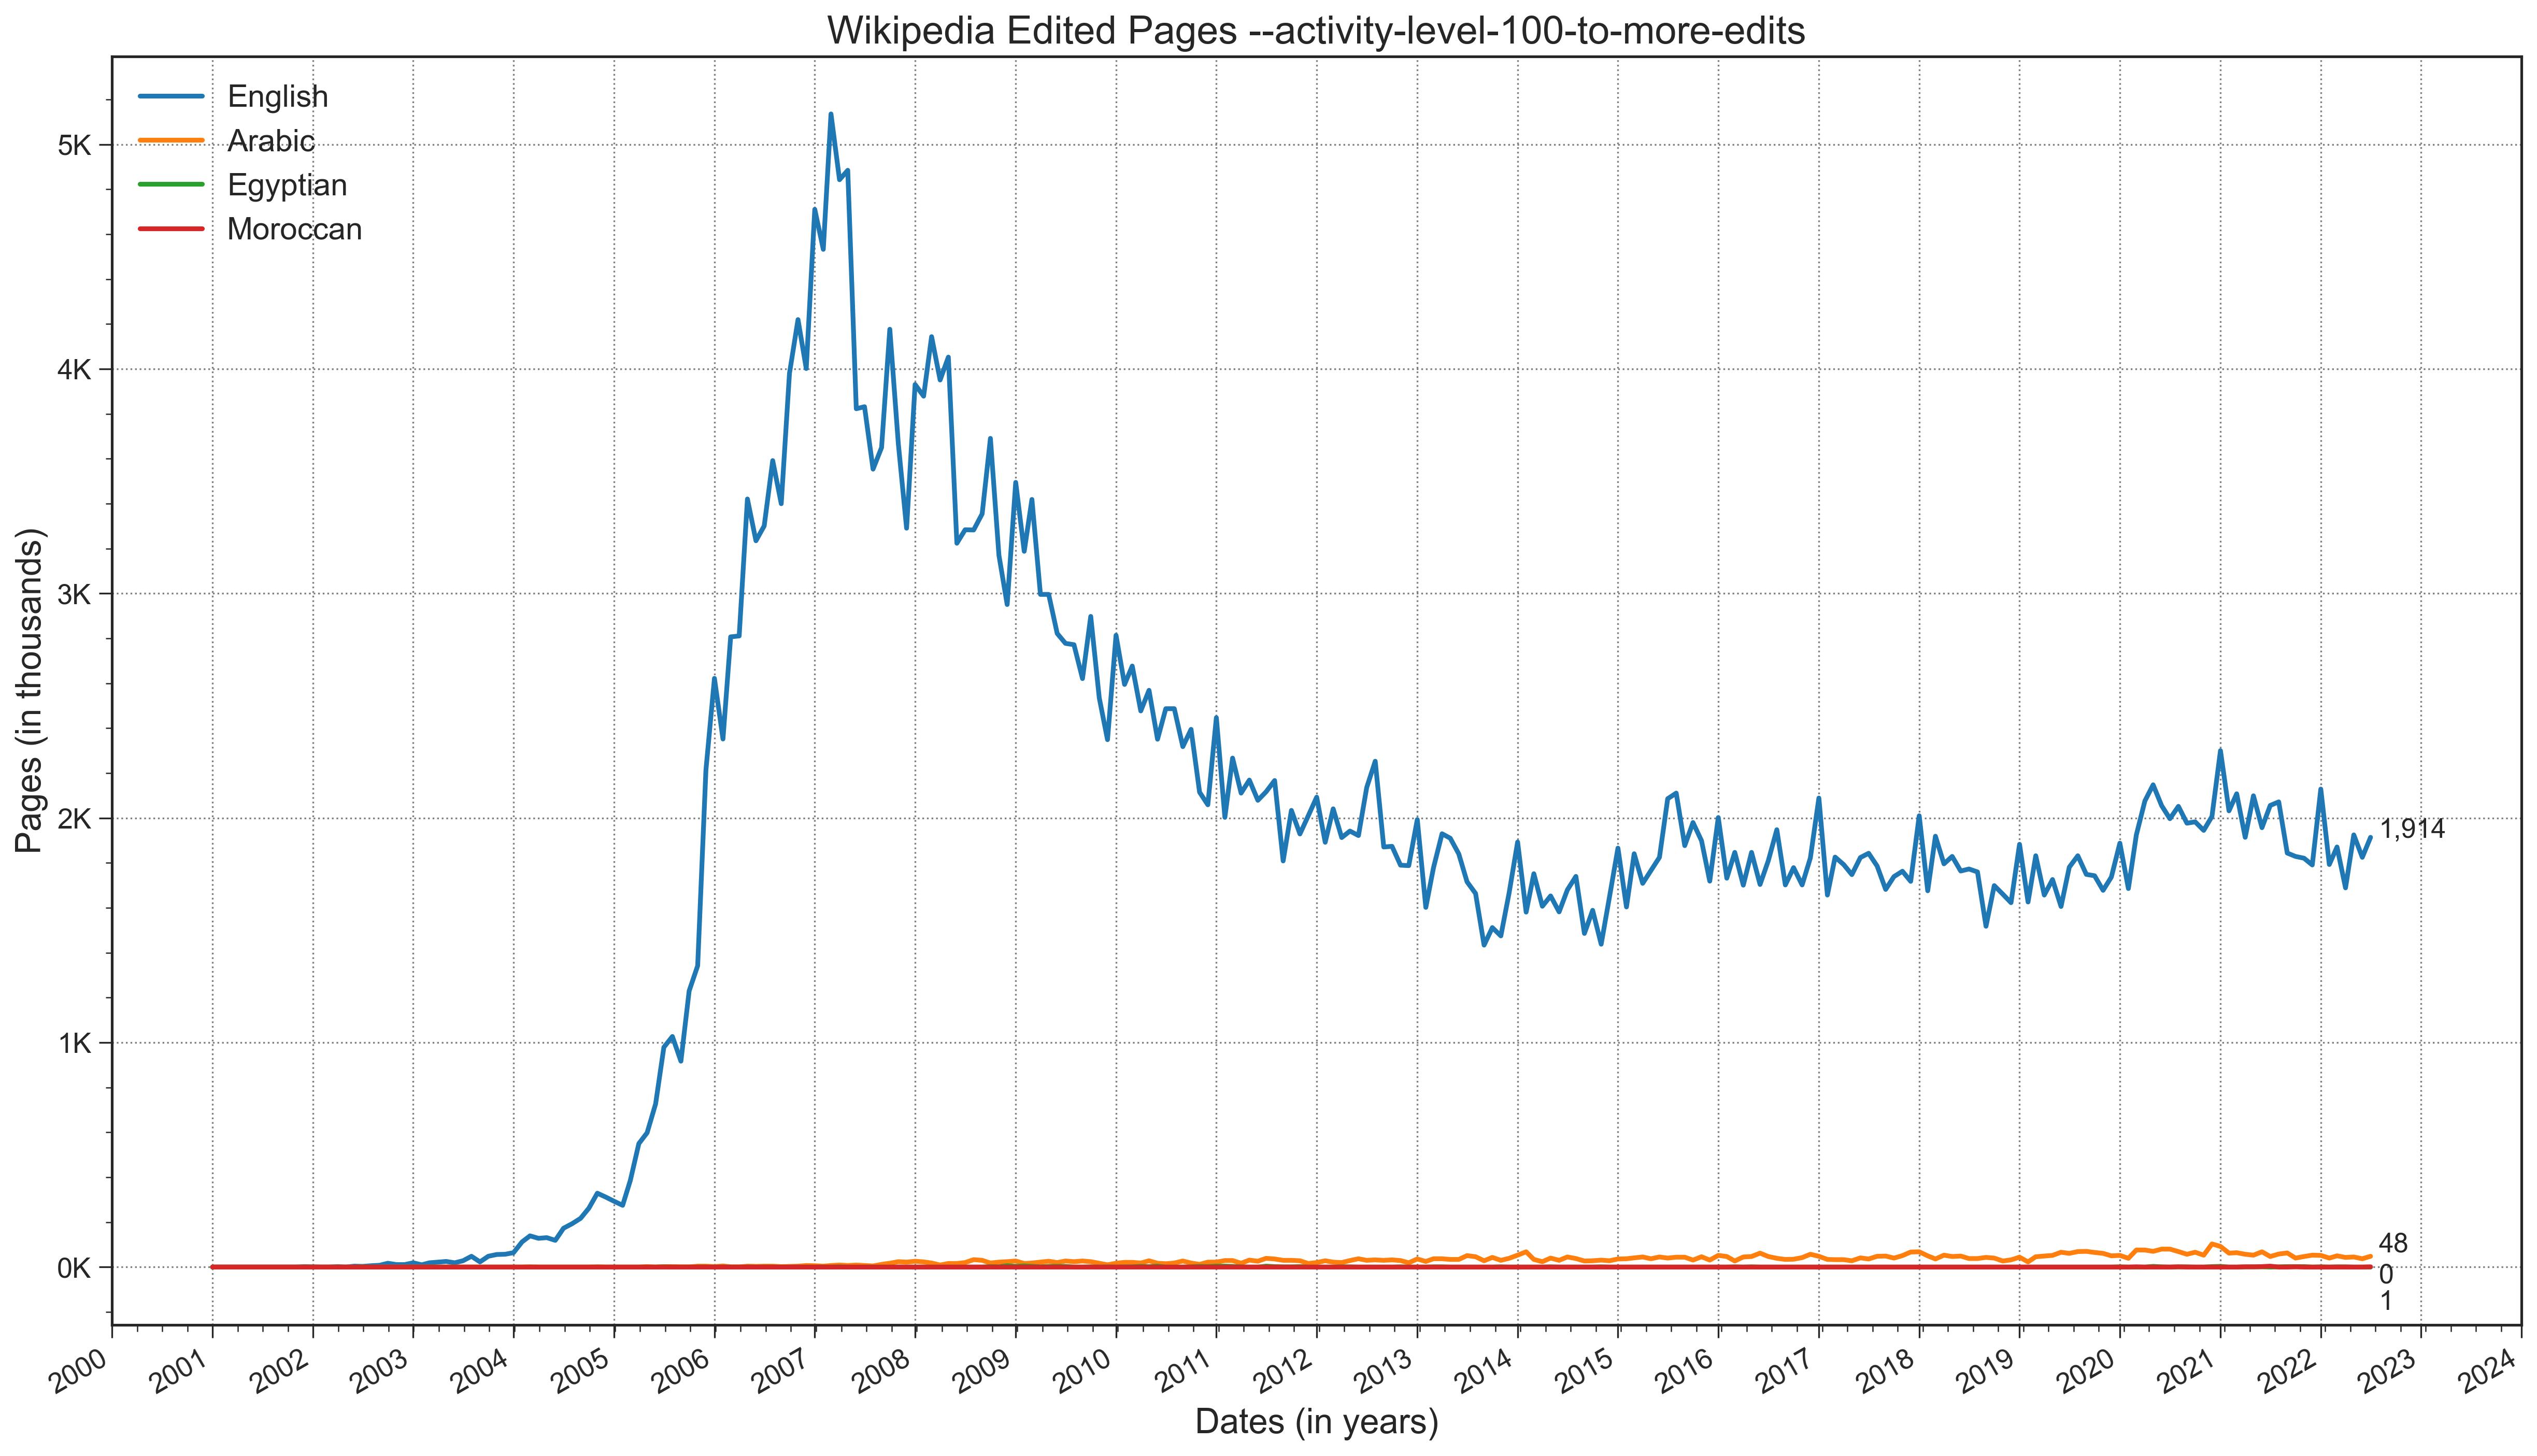 Wikipedia Edited Pages --activity-level-100-to-more-edits
English
Arabic
Egyptian
Moroccan
Pages (in thousands)
5K
4K
3K
2K
1K
0K
1,914
48
0
1
2000
2001
2002
2003
2004
2005
2006
2007
2008
2009
2010
2011
2012
2013
2014
2015
2016
2017
2018
2019
2020
2021
2022
2023
2024
Dates (in years)